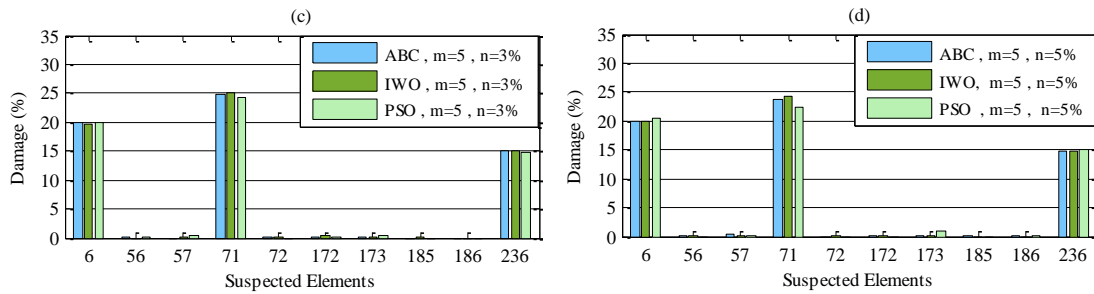 (c)
35
30
25
20
15
10
5
0
Damage (%)
ABC , m=5 , n=3%
IWO , m=5 , n=3%
PSO , m=5 , n=3%
6 56 57 71 72 172 173 185 186 236
Suspected Elements
(d)
35
30
25
20
15
10
5
0
Damage (%)
ABC , m=5 , n=5%
IWO, m=5 , n=5%
PSO , m=5 , n=5%
6 56 57 71 72 172 173 185 186 236
Suspected Elements